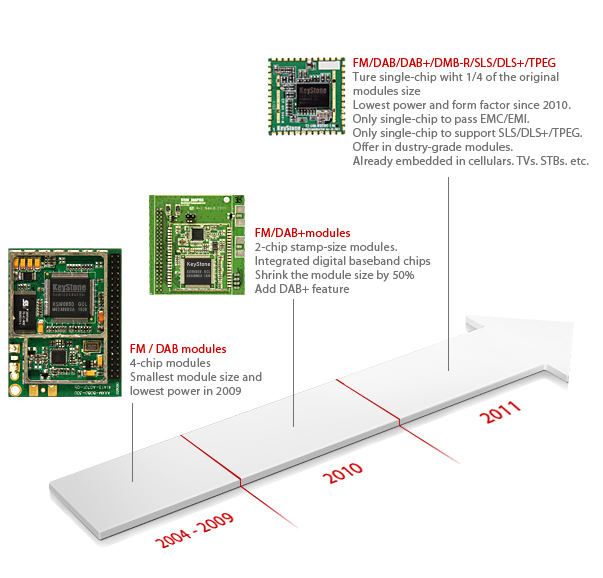 FM/DAB/DAB+/DMB-R/SLS/DLS+/TPEG
Ture single-chip wiht 1/4 of the original
modules size
Lowest power and form factor since 2010.
Only single-chip to pass EMC/EMI.
Only single-chip to support SLS/DLS+/TPEG.
Offer in dustry-grade modules.
Already embedded in cellulars. TVs. STBs. etc.
KeyStone
KeyStone
FM/DAB+modules
2-chip stamp-size modules.
Integrated digital baseband chips
Shrink the module size by 50%
Add DAB+ feature
KeyStone
KeyStone
FM / DAB modules
4-chip modules
Smallest module size and
lowest power in 2009
2004 - 2009
2010
2011